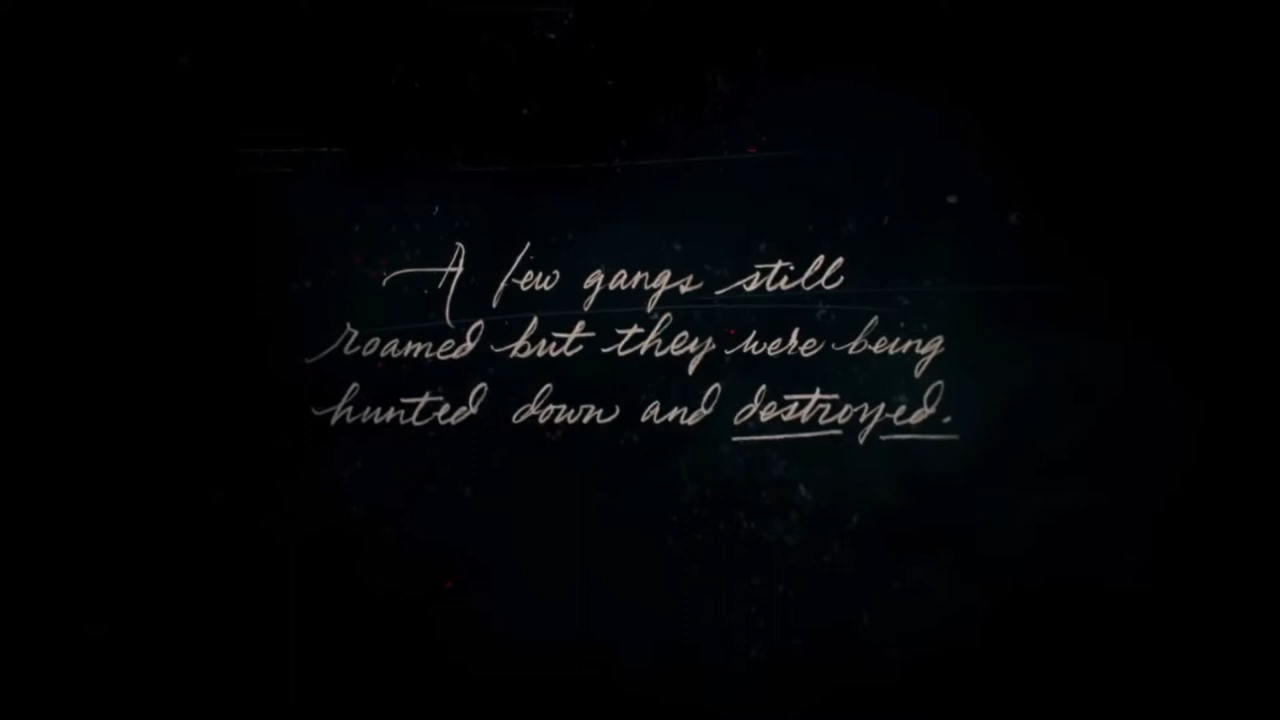 A few gangs still
roamed but they were being
hunted down and destroyed.